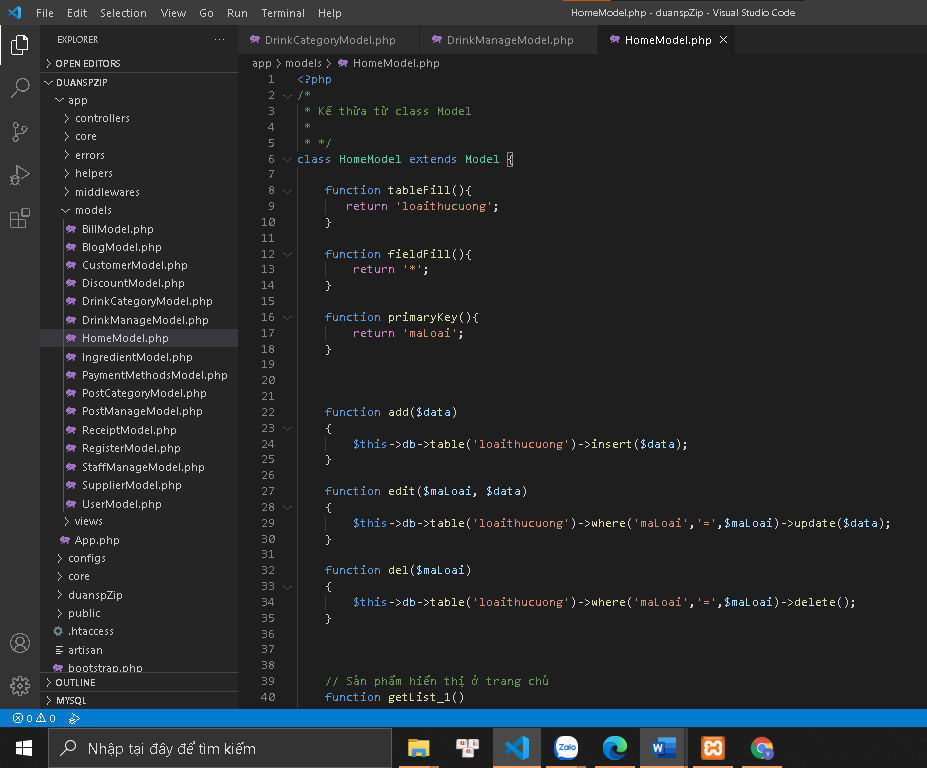 File Edit Selection View Go Run Terminal Help HomeModel.php - duanspZip - Visual Studio Code
EXPLORER ···
OPEN EDITORS
DUANSPZIP
app
controllers
core
errors
helpers
middlewares
models
BillModel.php
BlogModel.php
CustomerModel.php
DiscountModel.php
DrinkCategoryModel.php
DrinkManageModel.php
HomeModel.php
IngredientModel.php
PaymentMethodsModel.php
PostCategoryModel.php
PostManageModel.php
ReceiptModel.php
RegisterModel.php
StaffManageModel.php
SupplierModel.php
UserModel.php
views
App.php
configs
core
duanspZip
public
.htaccess
artisan
bootstrap.php
OUTLINE
MYSQL
DrinkCategoryModel.php DrinkManageModel.php HomeModel.php
app > models > HomeModel.php
1 <?php
2 /*
3 * Kế thừa từ class Model
4 *
5 * */
6 class HomeModel extends Model {
7
8 function tableFill(){
9 return 'loaithucuong';
10 }
11
12 function fieldFill(){
13 return '*';
14 }
15
16 function primaryKey(){
17 return 'maLoai';
18 }
19
20
21
22 function add($data)
23 {
24 $this->db->table('loaithucuong')->insert($data);
25 }
26
27 function edit($maLoai, $data)
28 {
29 $this->db->table('loaithucuong')->where('maLoai','=',$maLoai)->update($data);
30 }
31
32 function del($maLoai)
33 {
34 $this->db->table('loaithucuong')->where('maLoai','=',$maLoai)->delete();
35 }
36
37
38
39 // Sản phẩm hiển thị ở trang chủ
40 function getList_1()
0 0
Nhập tại đây để tìm kiếm
Zalo